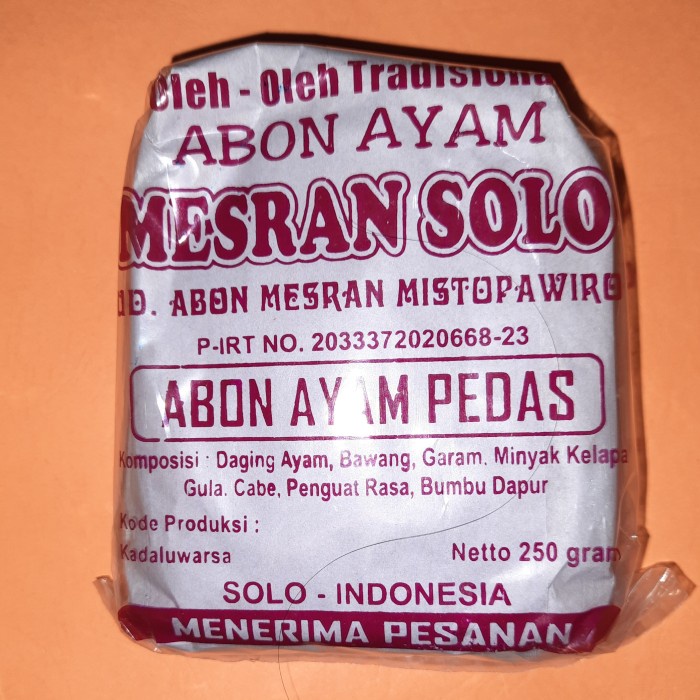 Oleh - Oleh Tradisional
ABON AYAM
MESRAN SOLO
UD. ABON MESRAN MISTOPAWIRO
P-IRT NO. 2033372020668-23
ABON AYAM PEDAS
Komposisi : Daging Ayam, Bawang, Garam. Minyak Kelapa
Gula. Cabe, Penguat Rasa, Bumbu Dapur
Kode Produksi :
Kadaluwarsa
Netto 250 gram
SOLO - INDONESIA
MENERIMA PESANAN